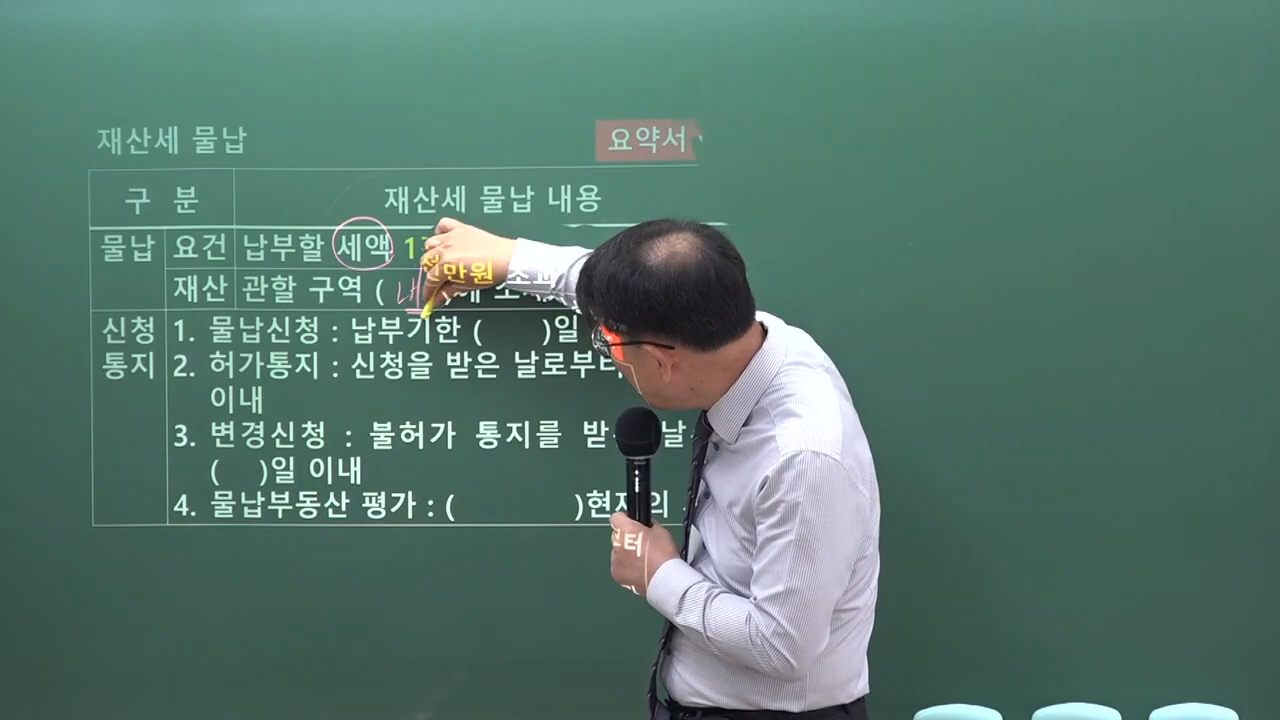 재산세 물납
요약서
구 분 재산세 물납 내용
물납 요건 납부할 세액 1천만원 초과
재산 관할 구역 ( 내 )에
신청 1. 물납신청 : 납부기한 ( )일
통지 2. 허가통지 : 신청을 받은 날로부터
이내
3. 변경신청 : 불허가 통지를 받은 날
( )일 이내
4. 물납부동산 평가 : ( )현재의